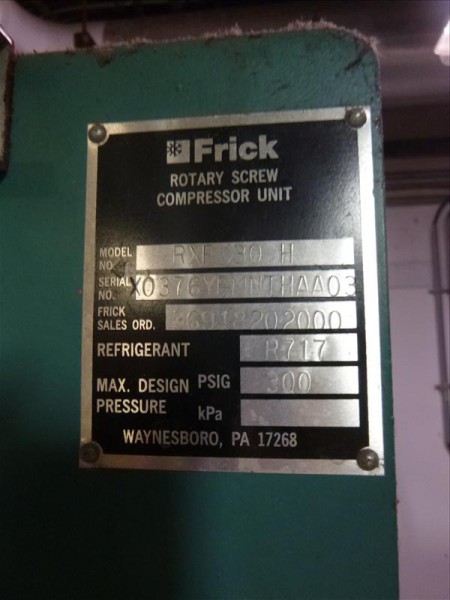 Frick
ROTARY SCREW
COMPRESSOR UNIT
MODEL NO. H
SERIAL NO.
FRICK SALES ORD.
REFRIGERANT R717
MAX. DESIGN PRESSURE PSIG 300
kPa
WAYNESBORO, PA 17268